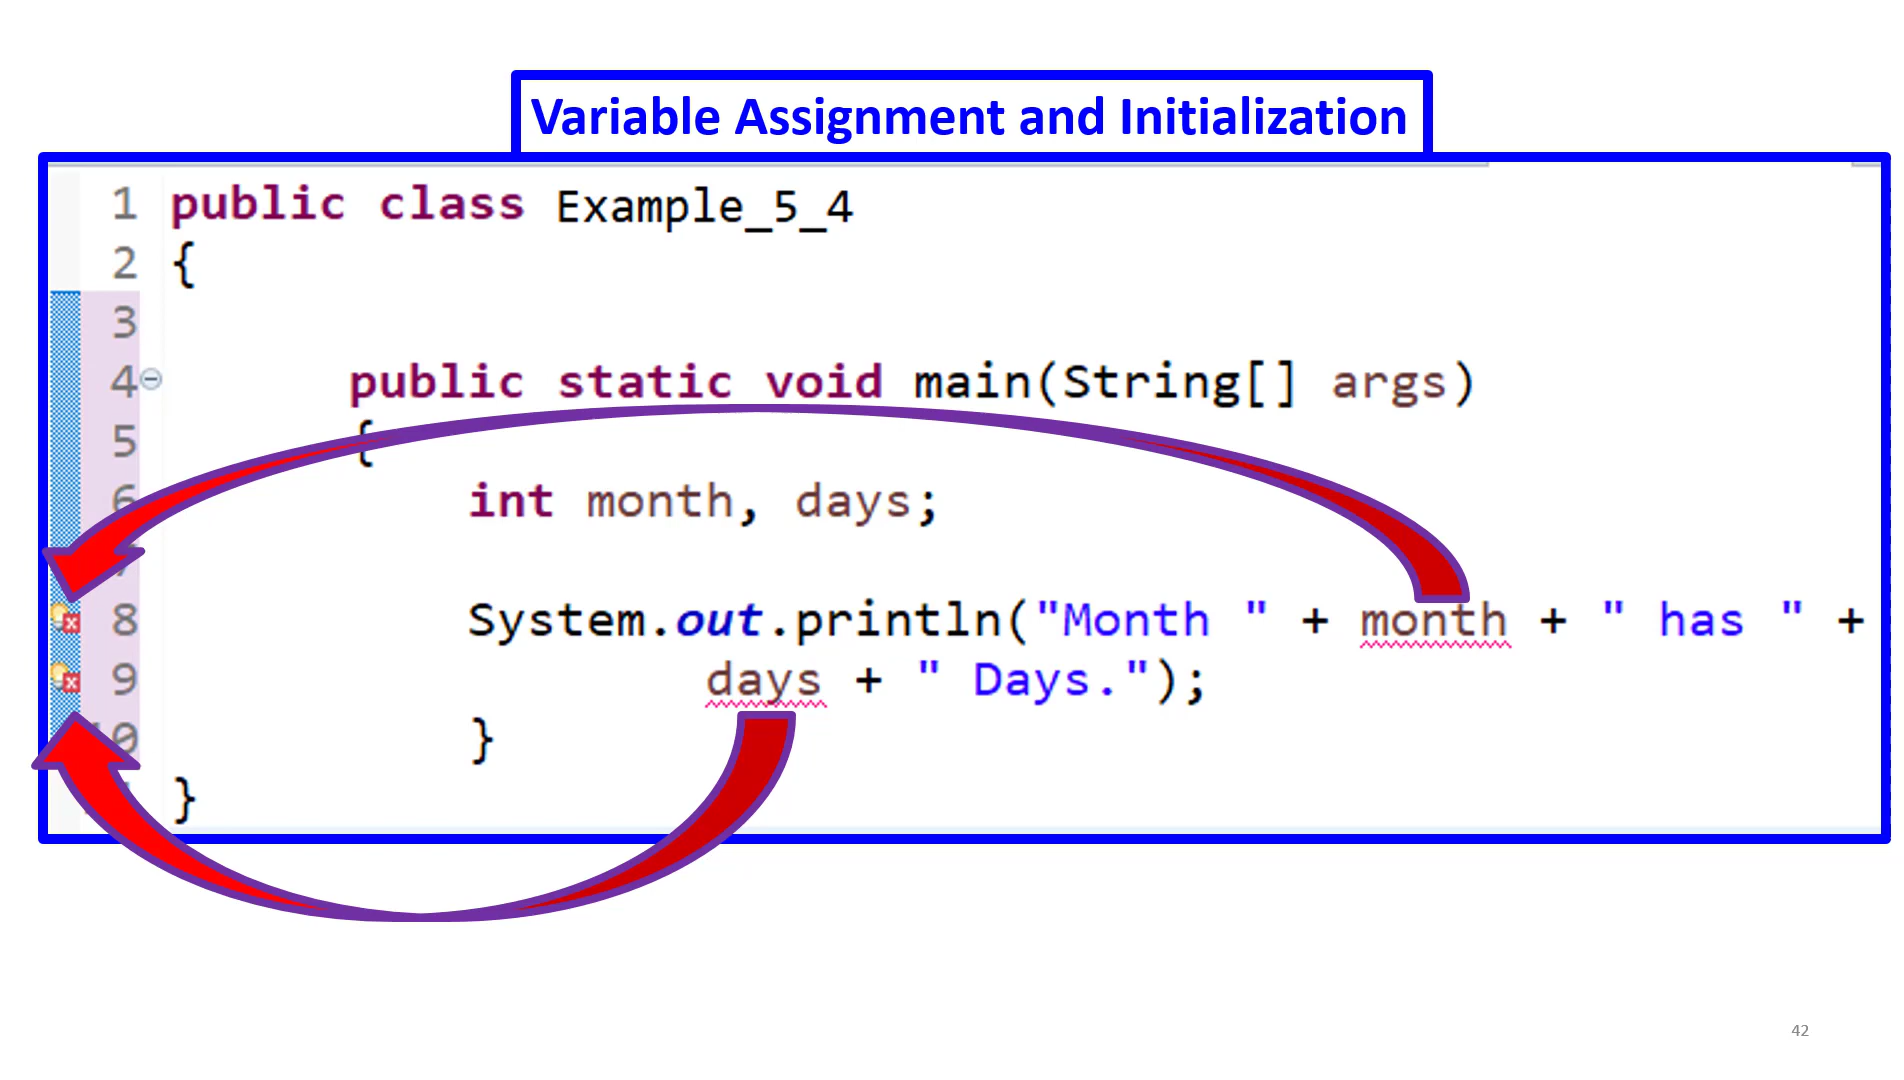 Variable Assignment and Initialization
1 public class Example_5_4
2 {
3
4 public static void main(String[] args)
5 {
6 int month, days;
7
8 System.out.println("Month " + month + " has " +
9 days + " Days.");
0 }
}
42